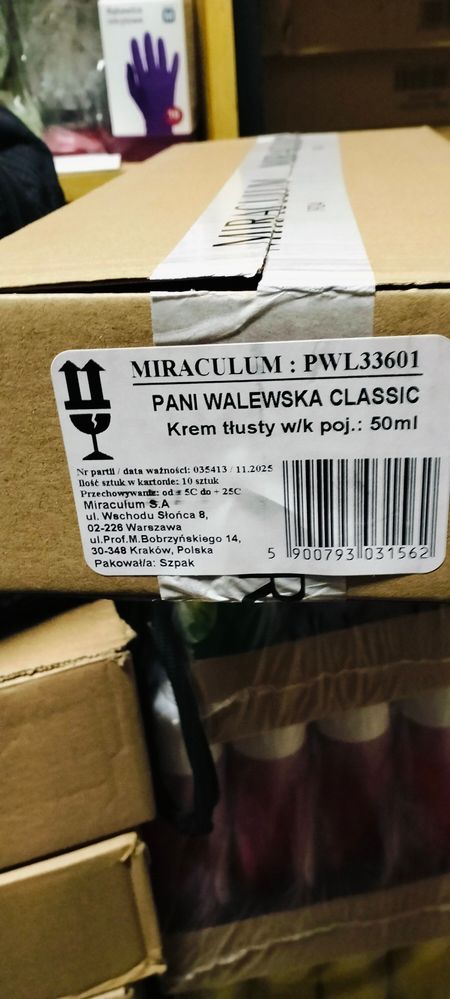 MIRACULUM
MIRACULUM : PWL33601
PANI WALEWSKA CLASSIC
Krem tłusty w/k poj.: 50ml
Nr partii / data ważności: 035413 / 11.2025
Ilość sztuk w kartonie: 10 sztuk
Przechowywanie: od + 5C do + 25C
Miraculum S.A
ul. Wschodu Słońca 8,
02-226 Warszawa
ul.Prof.M.Bobrzyńskiego 14,
30-348 Kraków, Polska
Pakował/a: Szpak
5 900793 031562